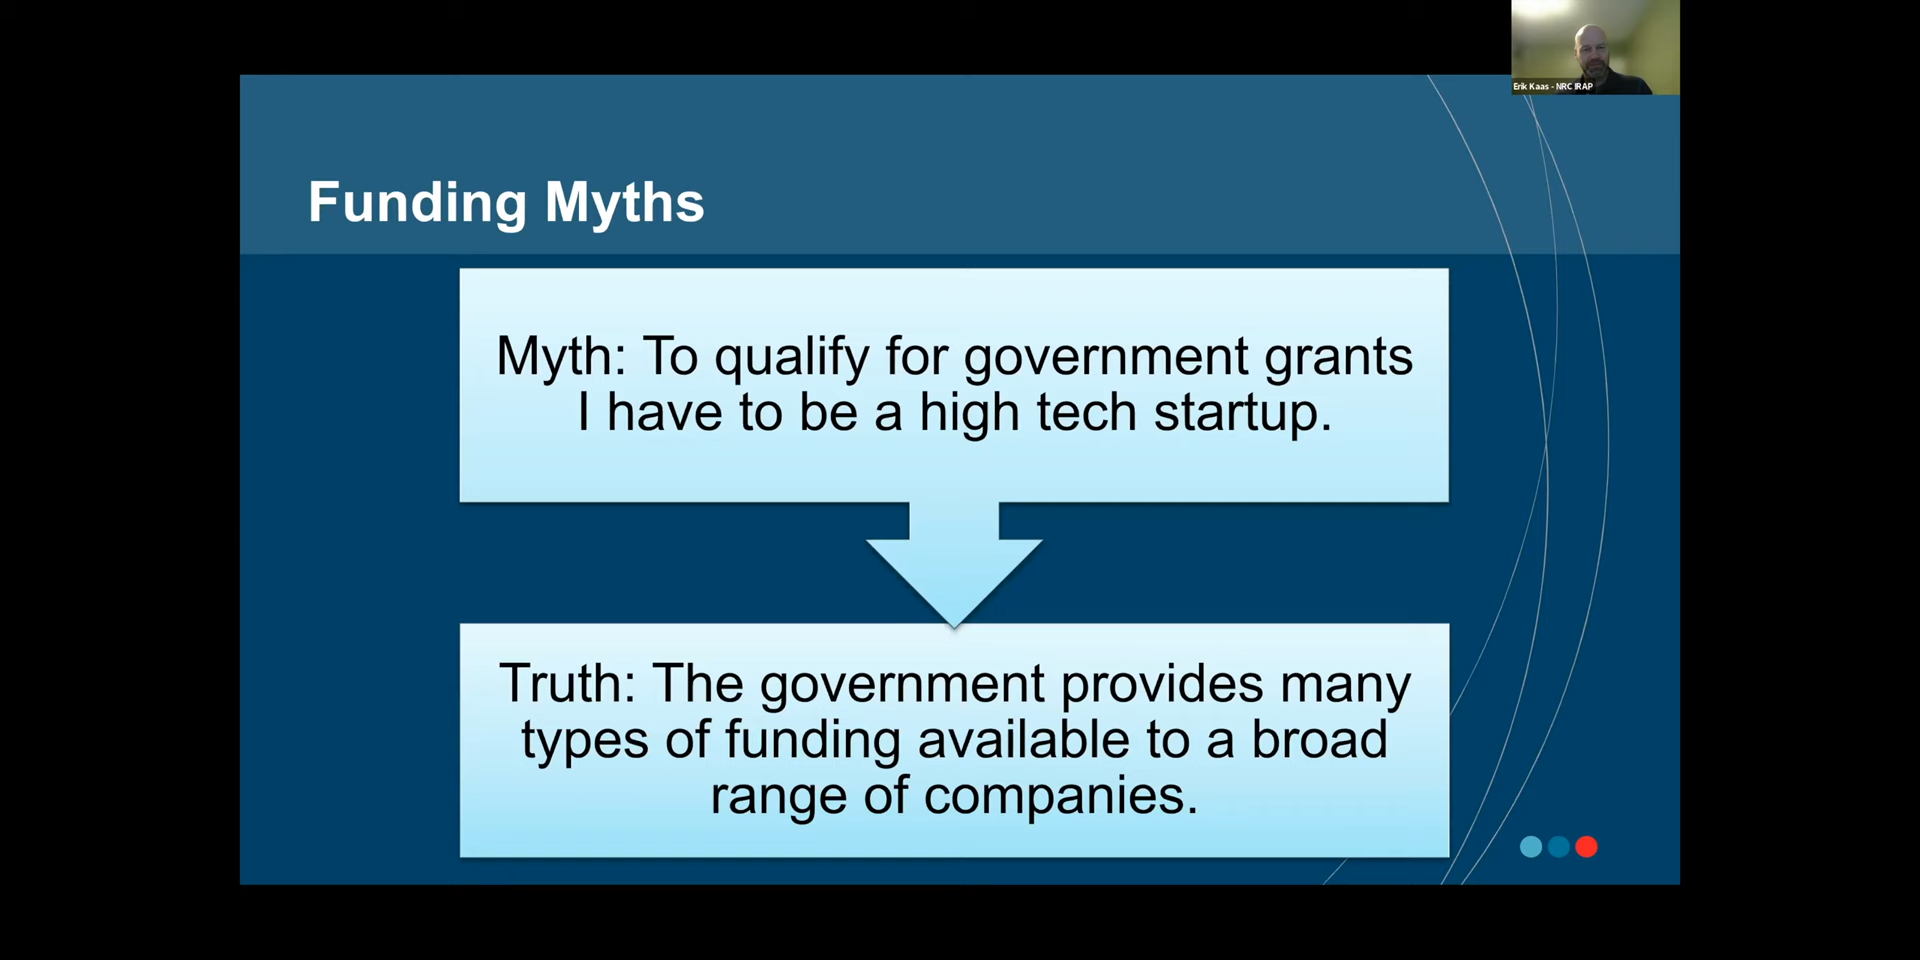 Erik Kaas - NRC IRAP
Funding Myths
Myth: To qualify for government grants
I have to be a high tech startup.
Truth: The government provides many
types of funding available to a broad
range of companies.